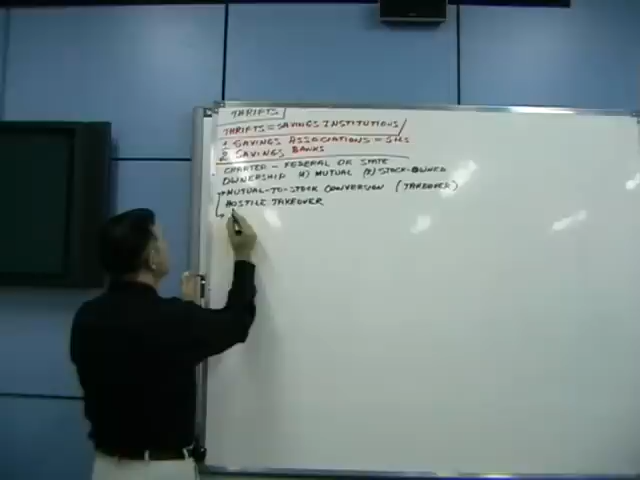 THRIFTS
THRIFTS = SAVINGS INSTITUTIONS
1 SAVINGS ASSOCIATIONS = S&LS
2 SAVINGS BANKS
CHARTER - FEDERAL OR STATE
OWNERSHIP (1) MUTUAL (2) STOCK-OWNED
MUTUAL-TO-STOCK CONVERSION (TAKEOVER)
HOSTILE TAKEOVER